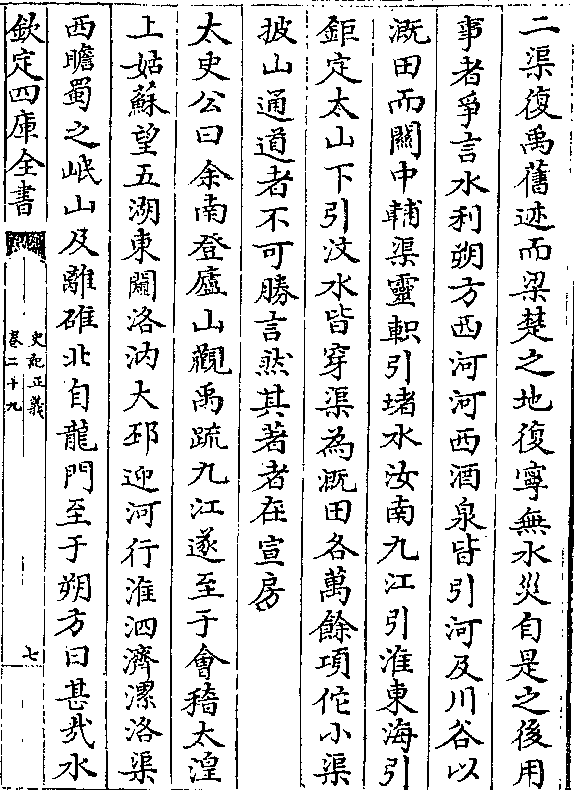 二渠復禹舊迹而梁楚之地復寧無水災自是之後用
事者爭言水利朔方西河河西酒泉皆引河及川谷以
溉田而關中輔渠靈軹引堵水汝南九江引淮東海引
鉅定太山下引汶水皆穿渠為溉田各萬餘項佗小渠
披山通道者不可勝言然其著者在宣房
太史公曰余南登廬山觀禹疏九江遂至于會稽太湟
上姑蘇望五湖東闚洛汭大邳迎河行淮泗濟漯洛渠
西瞻蜀之岷山及離碓北自龍門至于朔方曰甚㢤水
欽定四庫全書
史記正義
卷二十九
七